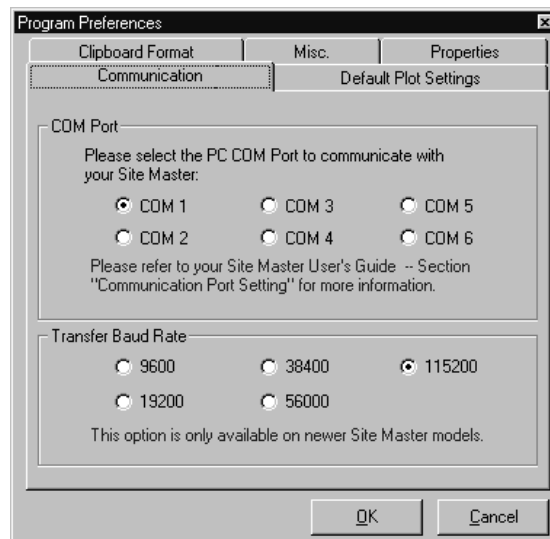 Program Preferences
Clipboard Format Misc. Properties
Communication Default Plot Settings
COM Port
Please select the PC COM Port to communicate with
your Site Master:
COM 1 COM 3 COM 5
COM 2 COM 4 COM 6
Please refer to your Site Master User's Guide -- Section
"Communication Port Setting" for more information.
Transfer Baud Rate
9600 38400 115200
19200 56000
This option is only available on newer Site Master models.
OK Cancel